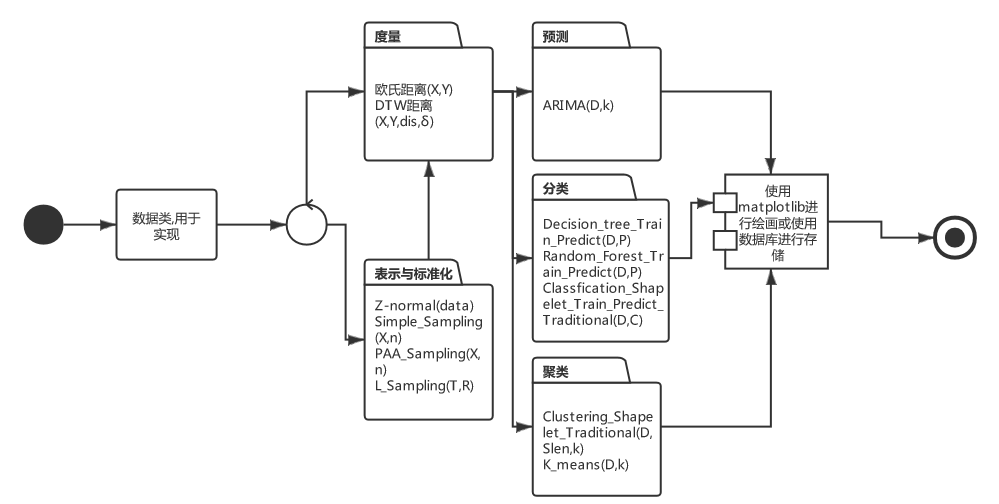 数据类,用于
实现
度量
欧氏距离(X,Y)
DTW距离
(X,Y,dis,δ)
表示与标准化
Z-normal(data)
Simple_Sampling
(X,n)
PAA_Sampling(X,
n)
L_Sampling(T,R)
预测
ARIMA(D,k)
分类
Decision_tree_Trai
n_Predict(D,P)
Random_Forest_Tr
ain_Predict(D,P)
Classfication_Shap
elet_Train_Predict_
Traditional(D,C)
聚类
Clustering_Shape
let_Traditional(D,
Slen,k)
K_means(D,k)
使用
matplotlib进
行绘画或使用
数据库进行存
储